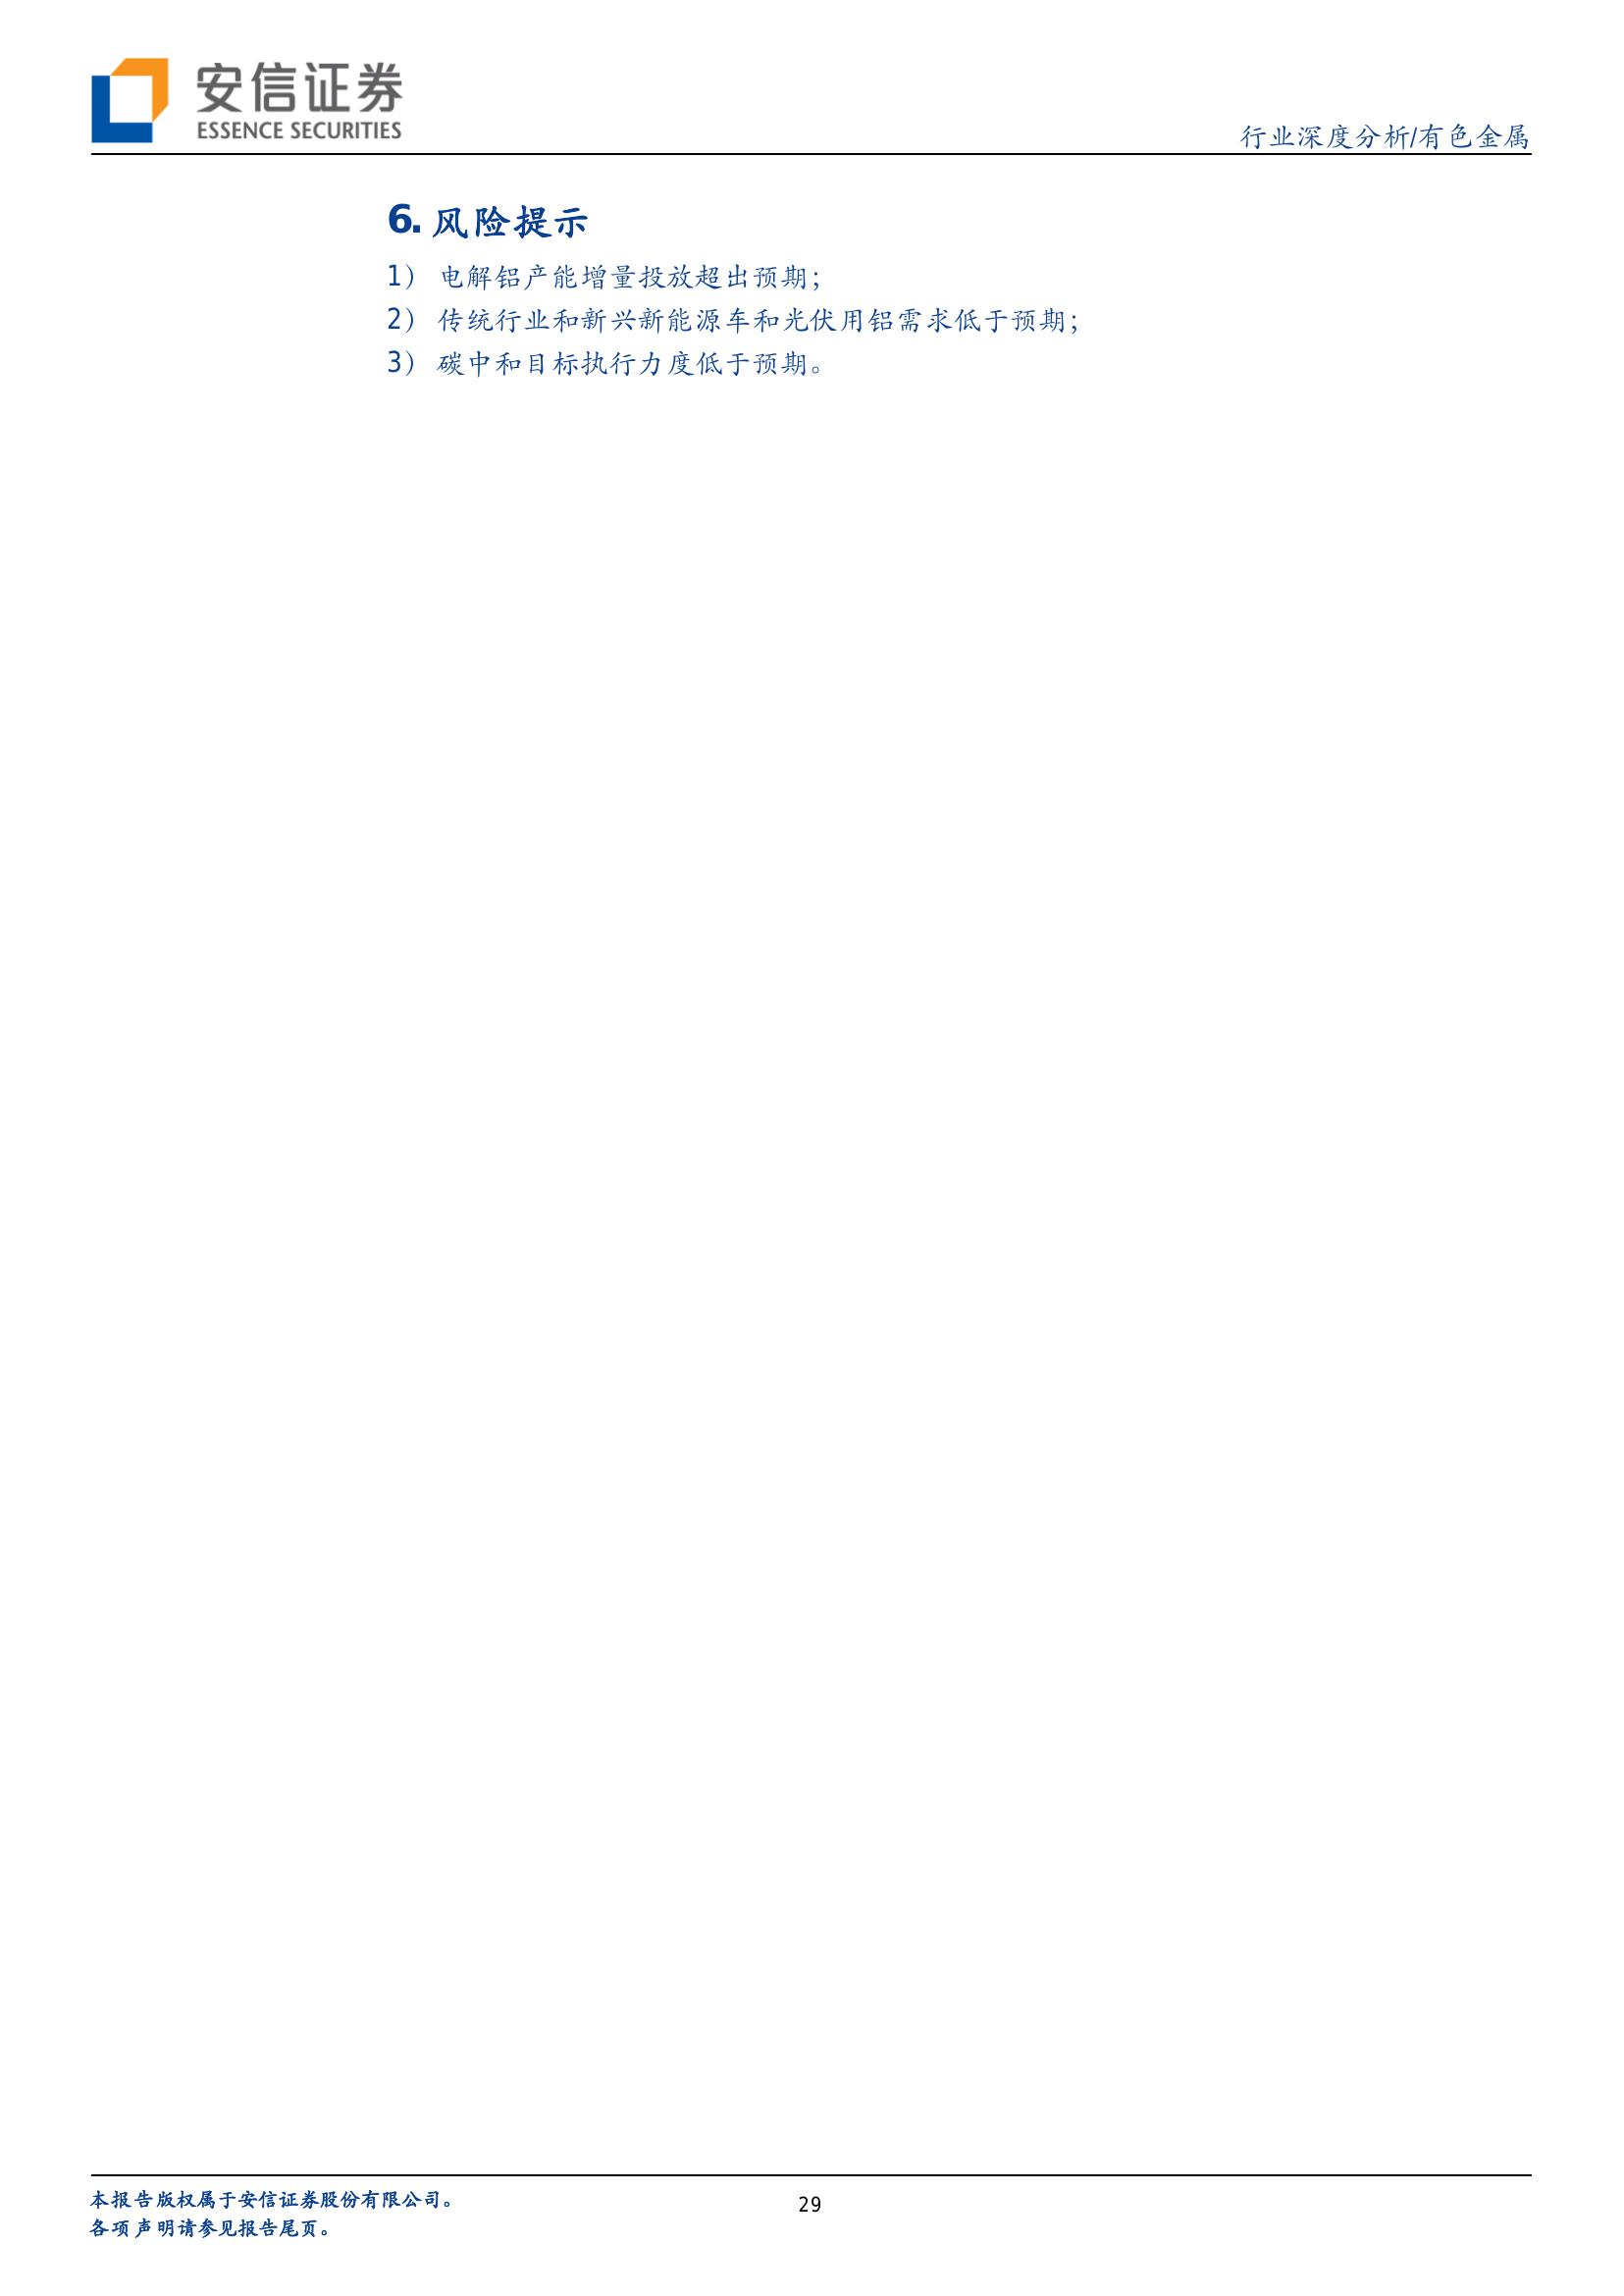 安信证券
ESSENCE SECURITIES
行业深度分析/有色金属
6. 风险提示
1） 电解铝产能增量投放超出预期；
2） 传统行业和新兴新能源车和光伏用铝需求低于预期；
3） 碳中和目标执行力度低于预期。
本报告版权属于安信证券股份有限公司。
29
各项声明请参见报告尾页。